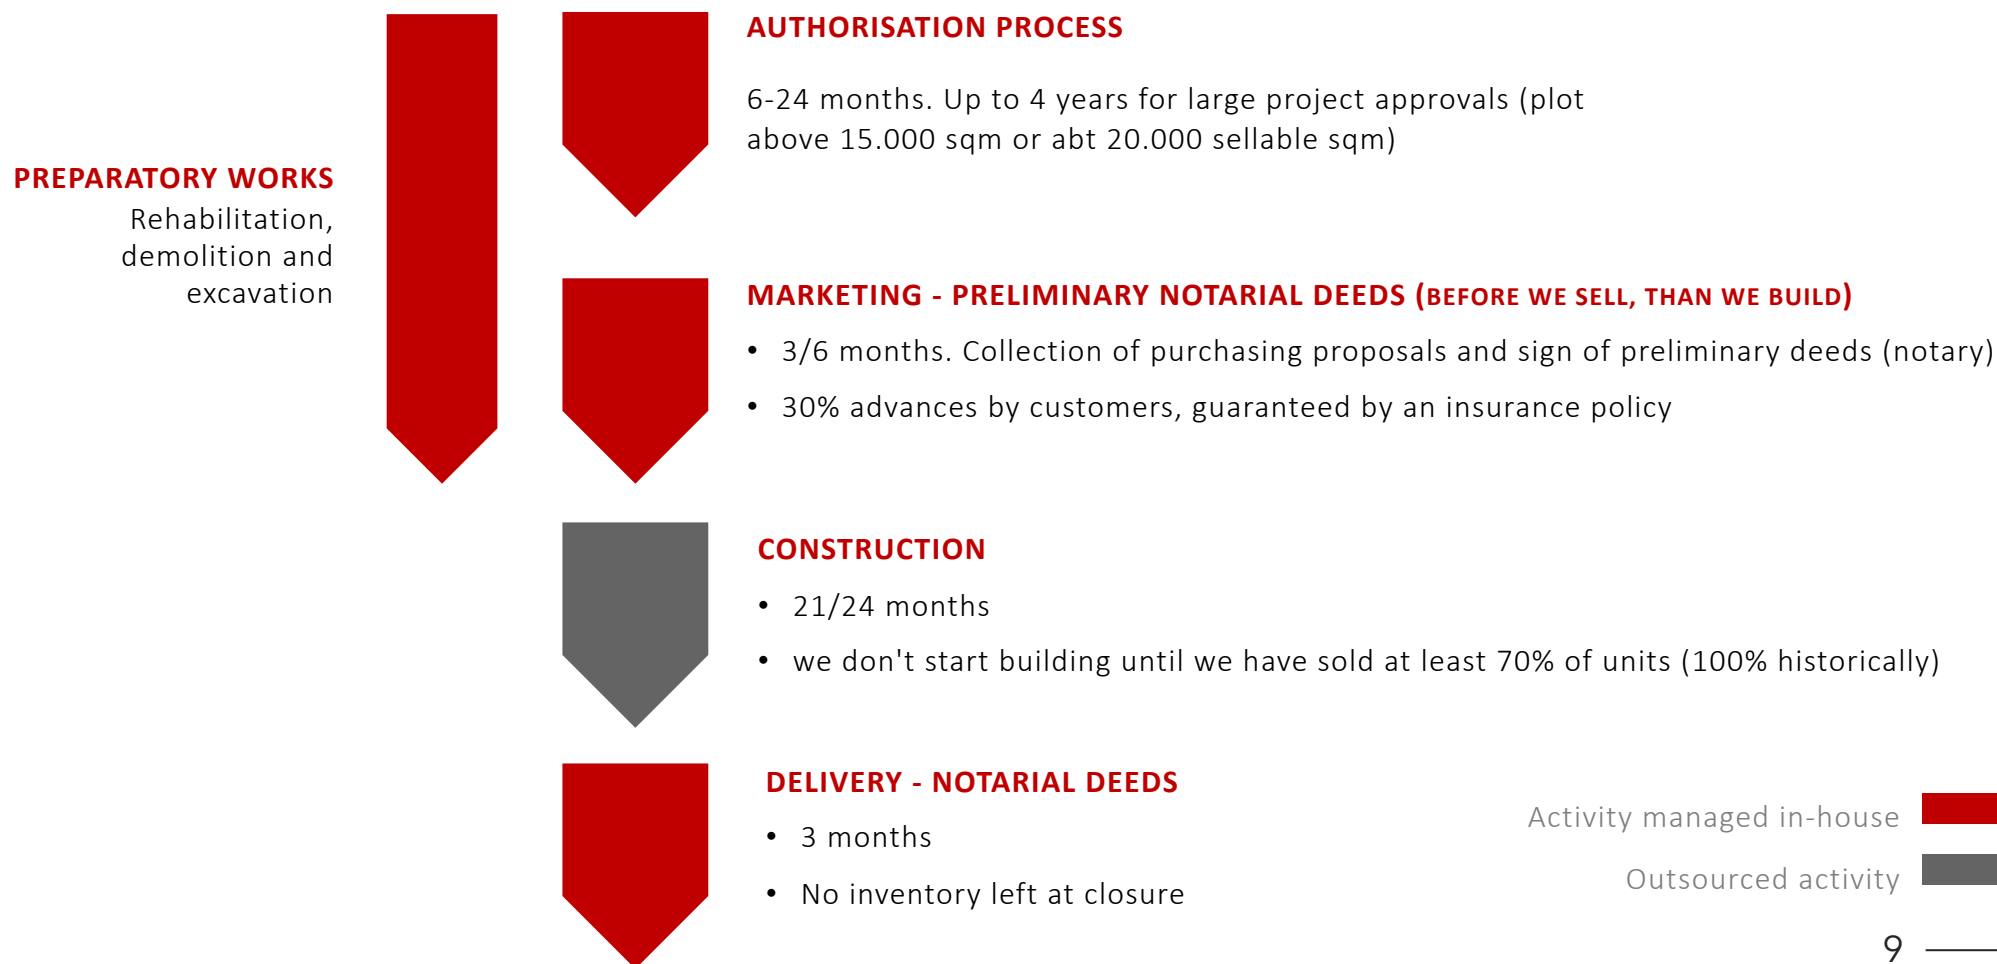 AUTHORISATION PROCESS
6-24 months. Up to 4 years for large project approvals (plot
above 15.000 sqm or abt 20.000 sellable sqm)
PREPARATORY WORKS
Rehabilitation,
demolition and
excavation
MARKETING - PRELIMINARY NOTARIAL DEEDS (BEFORE WE SELL, THAN WE BUILD)
• 3/6 months. Collection of purchasing proposals and sign of preliminary deeds (notary)
• 30% advances by customers, guaranteed by an insurance policy
CONSTRUCTION
• 21/24 months
• we don't start building until we have sold at least 70% of units (100% historically)
DELIVERY - NOTARIAL DEEDS
• 3 months
• No inventory left at closure
Activity managed in-house
Outsourced activity
9